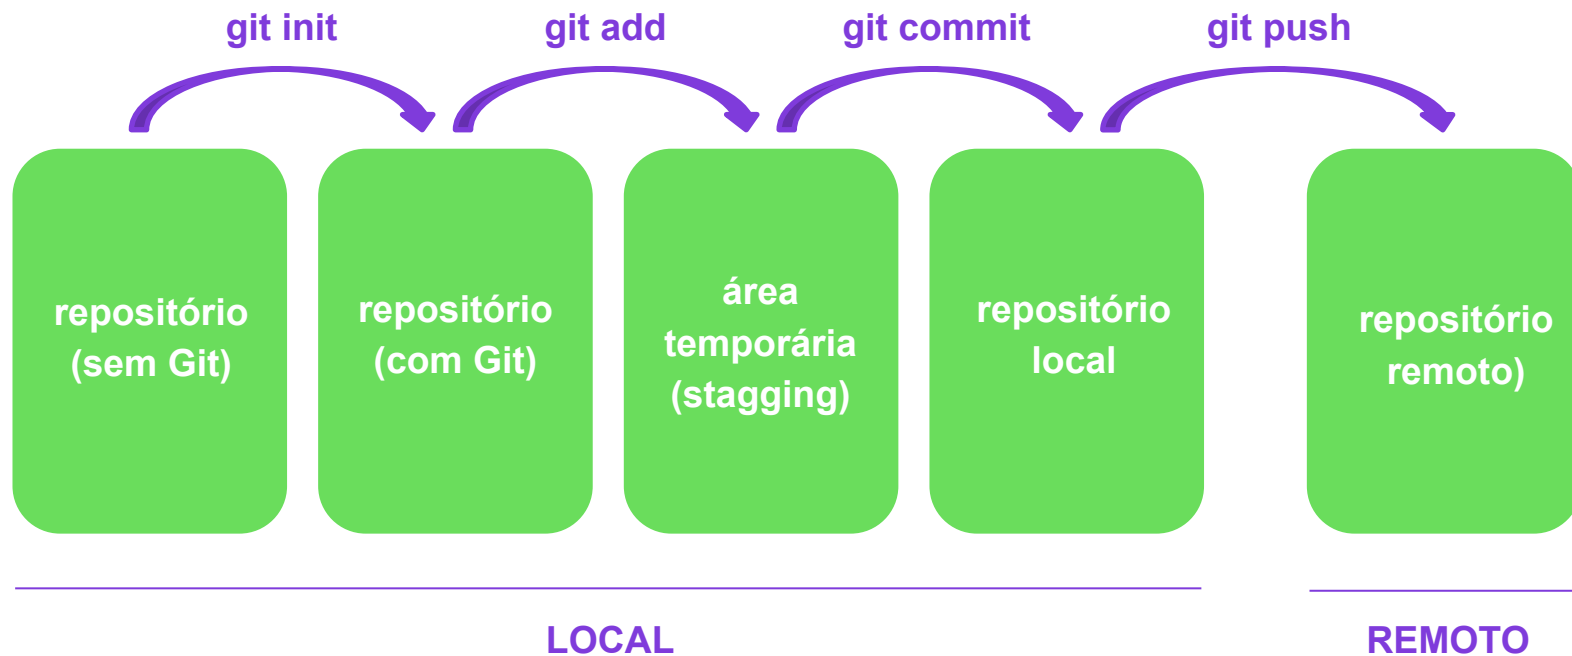 git init
git add
git commit
git push
repositório
(sem Git)
repositório
(com Git)
área
temporária
(stagging)
repositório
local
repositório
remoto)
LOCAL
REMOTO